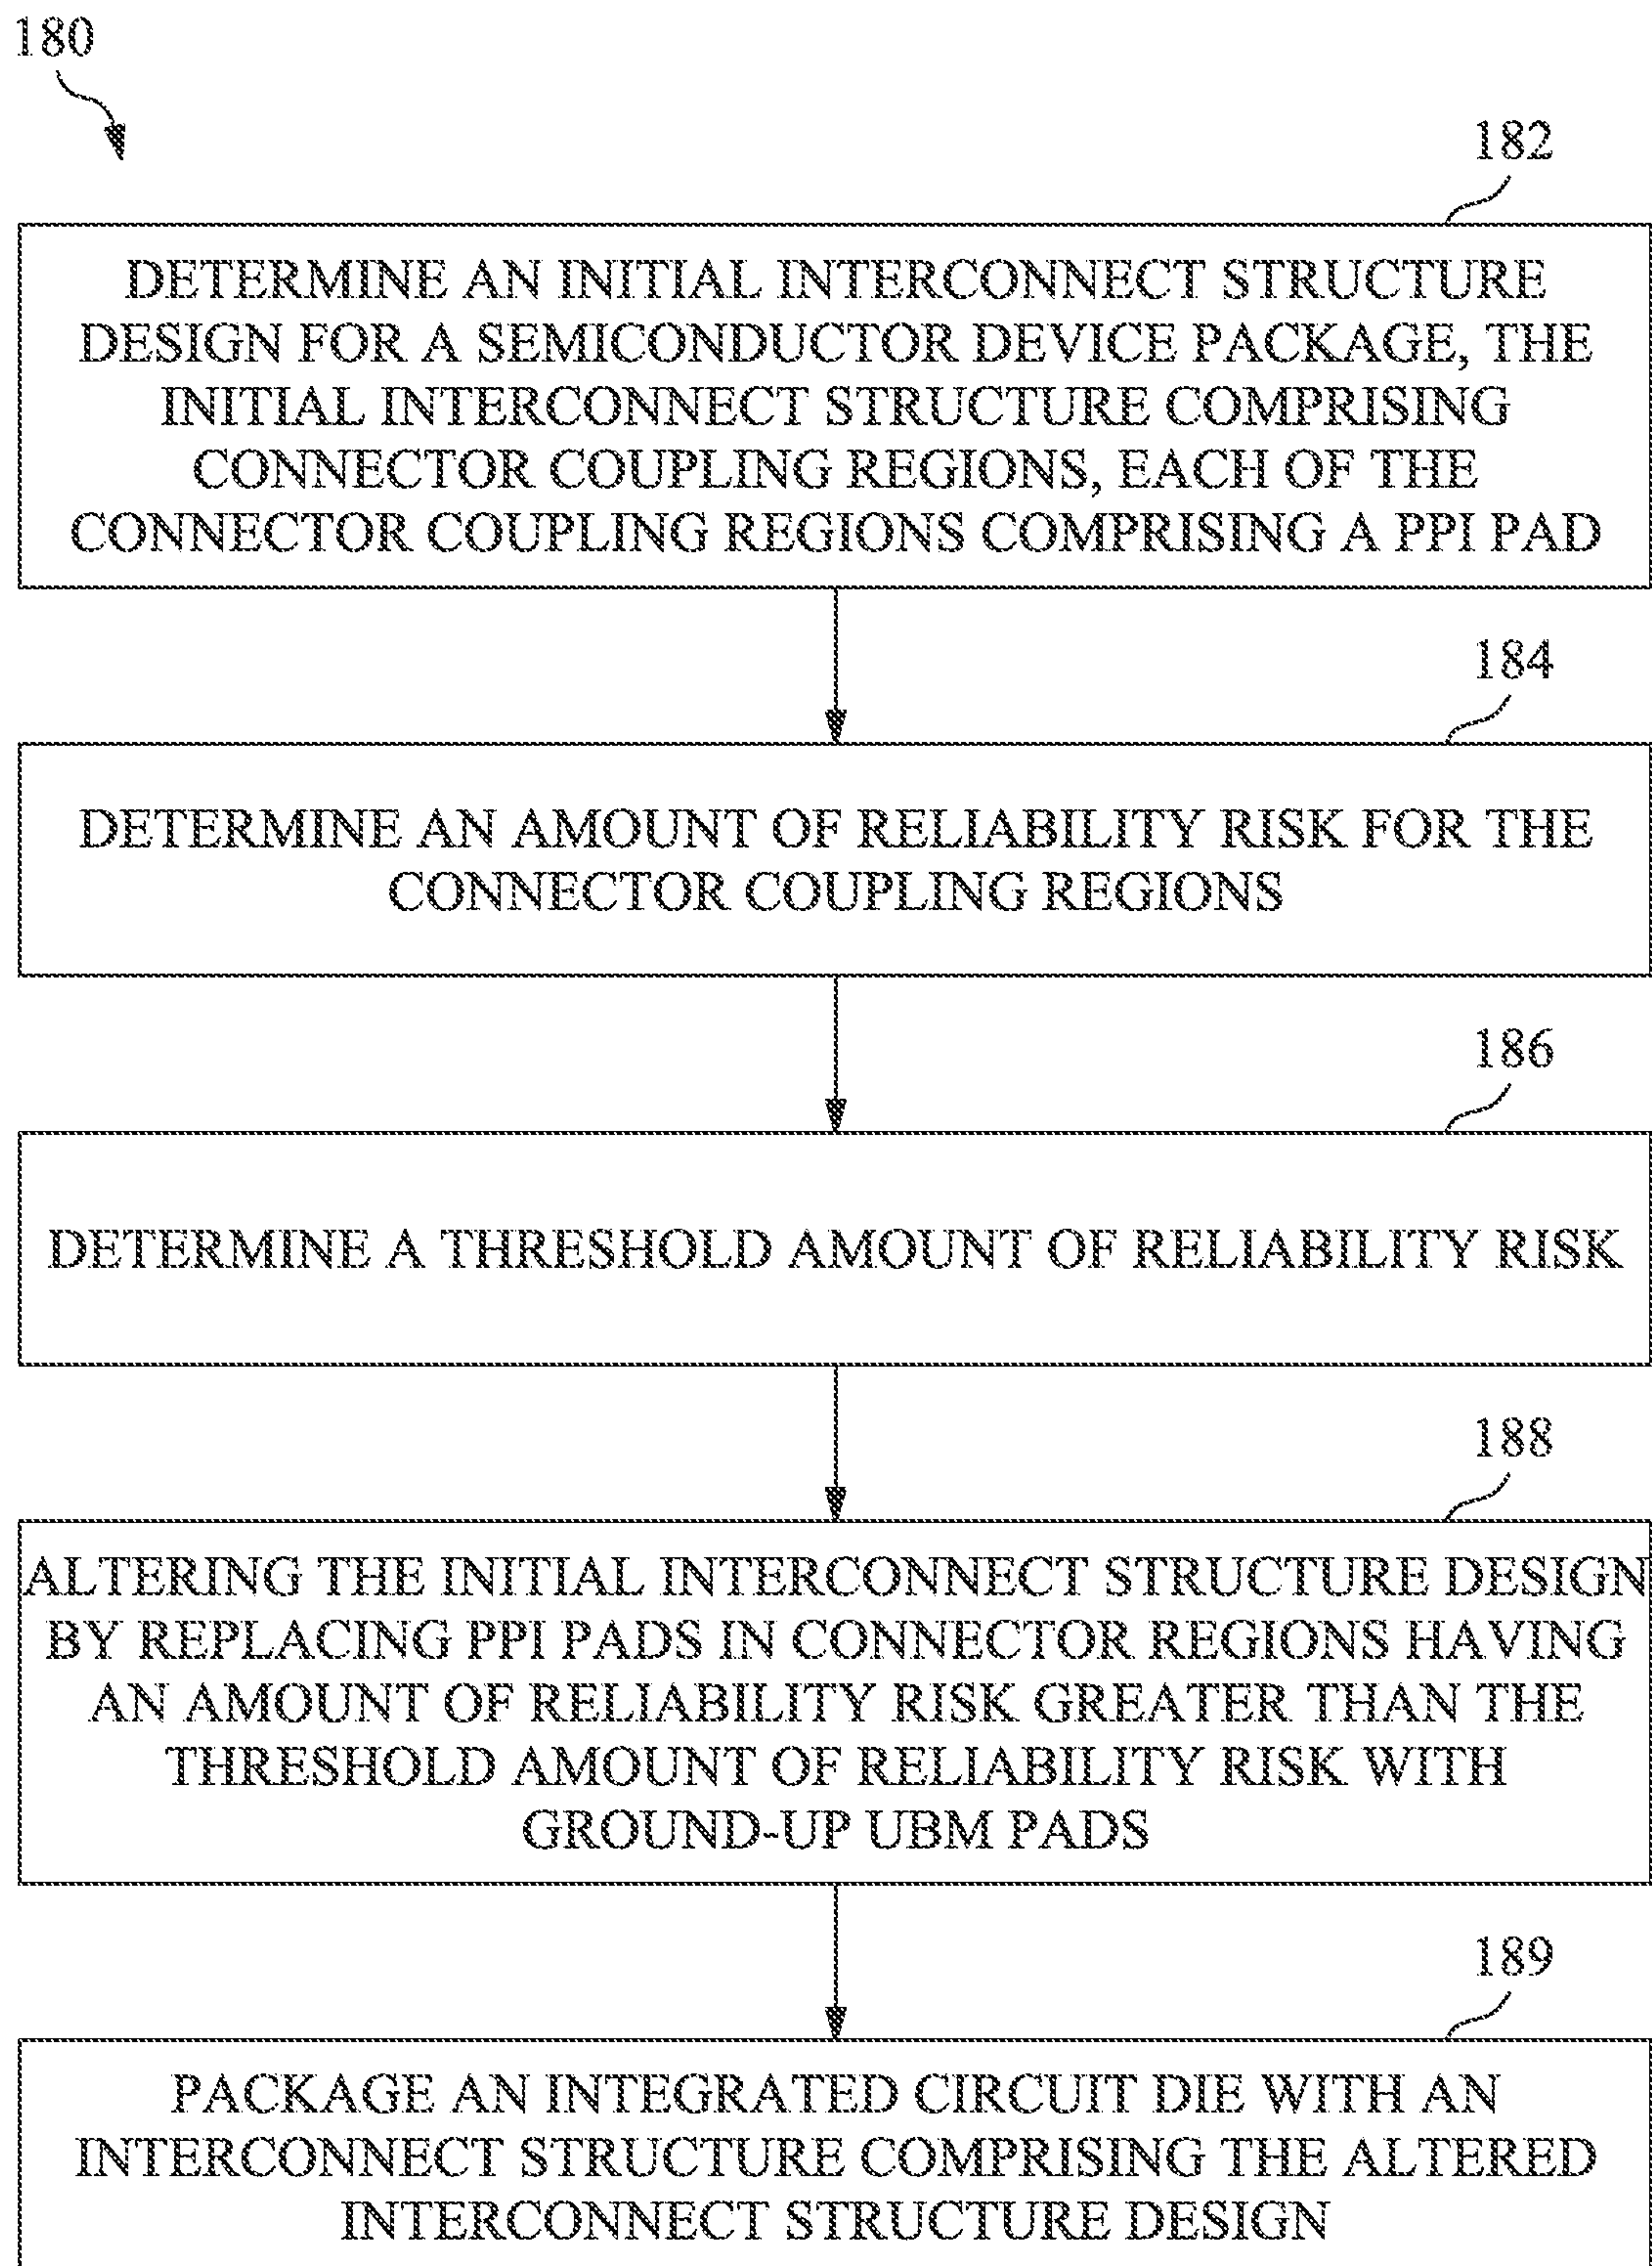 180
182
DETERMINE AN INITIAL INTERCONNECT STRUCTURE
DESIGN FOR A SEMICONDUCTOR DEVICE PACKAGE, THE
INITIAL INTERCONNECT STRUCTURE COMPRISING
CONNECTOR COUPLING REGIONS, EACH OF THE
CONNECTOR COUPLING REGIONS COMPRISING A PPI PAD
184
DETERMINE AN AMOUNT OF RELIABILITY RISK FOR THE
CONNECTOR COUPLING REGIONS
186
DETERMINE A THRESHOLD AMOUNT OF RELIABILITY RISK
188
ALTERING THE INITIAL INTERCONNECT STRUCTURE DESIGN
BY REPLACING PPI PADS IN CONNECTOR REGIONS HAVING
AN AMOUNT OF RELIABILITY RISK GREATER THAN THE
THRESHOLD AMOUNT OF RELIABILITY RISK WITH
GROUND-UP UBM PADS
189
PACKAGE AN INTEGRATED CIRCUIT DIE WITH AN
INTERCONNECT STRUCTURE COMPRISING THE ALTERED
INTERCONNECT STRUCTURE DESIGN